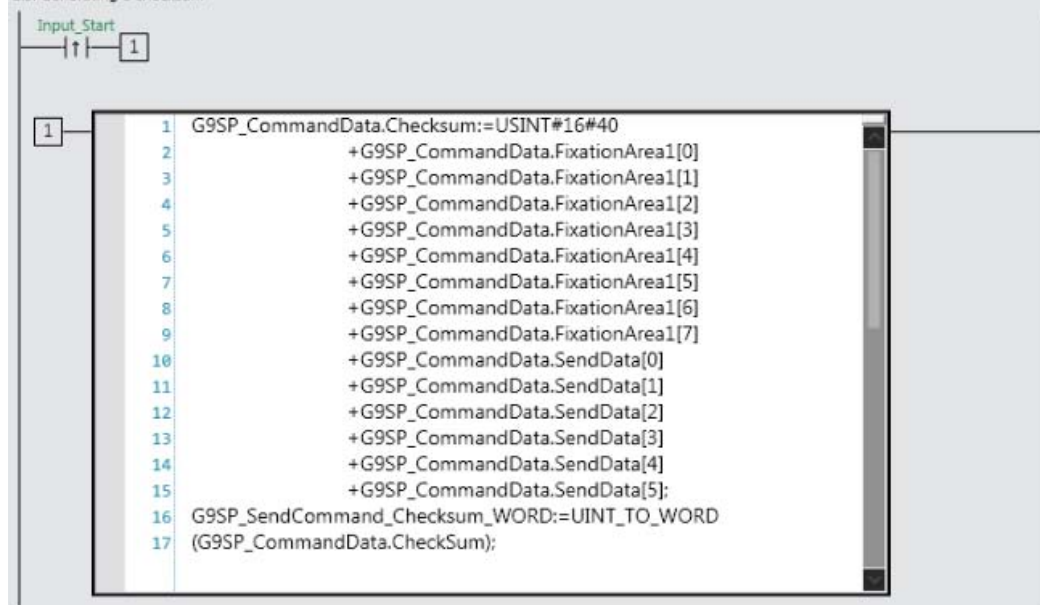 Input_Start
1
1
1 G9SP_CommandData.Checksum:=USINT#16#40
2 +G9SP_CommandData.FixationArea1[0]
3 +G9SP_CommandData.FixationArea1[1]
4 +G9SP_CommandData.FixationArea1[2]
5 +G9SP_CommandData.FixationArea1[3]
6 +G9SP_CommandData.FixationArea1[4]
7 +G9SP_CommandData.FixationArea1[5]
8 +G9SP_CommandData.FixationArea1[6]
9 +G9SP_CommandData.FixationArea1[7]
10 +G9SP_CommandData.SendData[0]
11 +G9SP_CommandData.SendData[1]
12 +G9SP_CommandData.SendData[2]
13 +G9SP_CommandData.SendData[3]
14 +G9SP_CommandData.SendData[4]
15 +G9SP_CommandData.SendData[5];
16 G9SP_SendCommand_Checksum_WORD:=UINT_TO_WORD
17 (G9SP_CommandData.CheckSum);